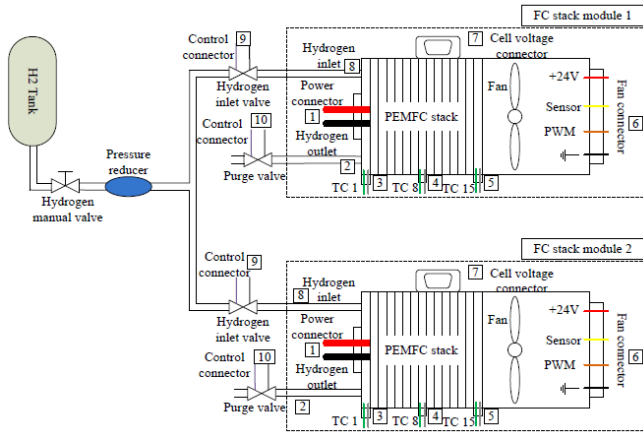 FC stack module 1
Control
connector
9
Hydrogen
inlet
8
7
Cell voltage
connector
H2 Tank
Hydrogen
inlet valve
Power
connector
1
Fan
+24V
Sensor
PWM
Fan connector
6
Control
connector
10
PEMFC stack
Hydrogen
outlet
2
Purge valve
Pressure
reducer
Hydrogen
manual valve
TC 1
3
TC 8
4
TC 15
5
FC stack module 2
Control
connector
9
Hydrogen
inlet
8
7
Cell voltage
connector
Hydrogen
inlet valve
Power
connector
1
Fan
+24V
Sensor
PWM
Fan connector
6
Control
connector
10
PEMFC stack
Hydrogen
outlet
2
Purge valve
TC 1
3
TC 8
4
TC 15
5